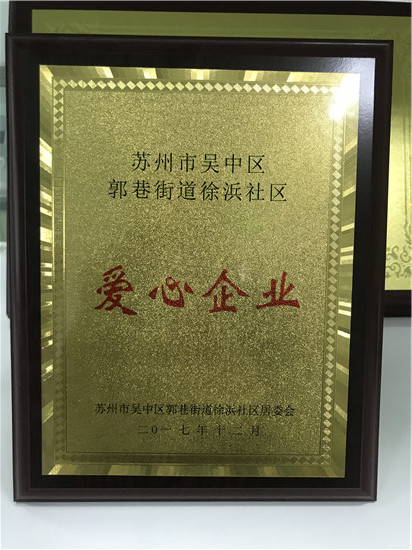 苏州市吴中区
郭巷街道徐浜社区
爱心企业
苏州市吴中区郭巷街道徐浜社区居委会
二〇一七年十二月